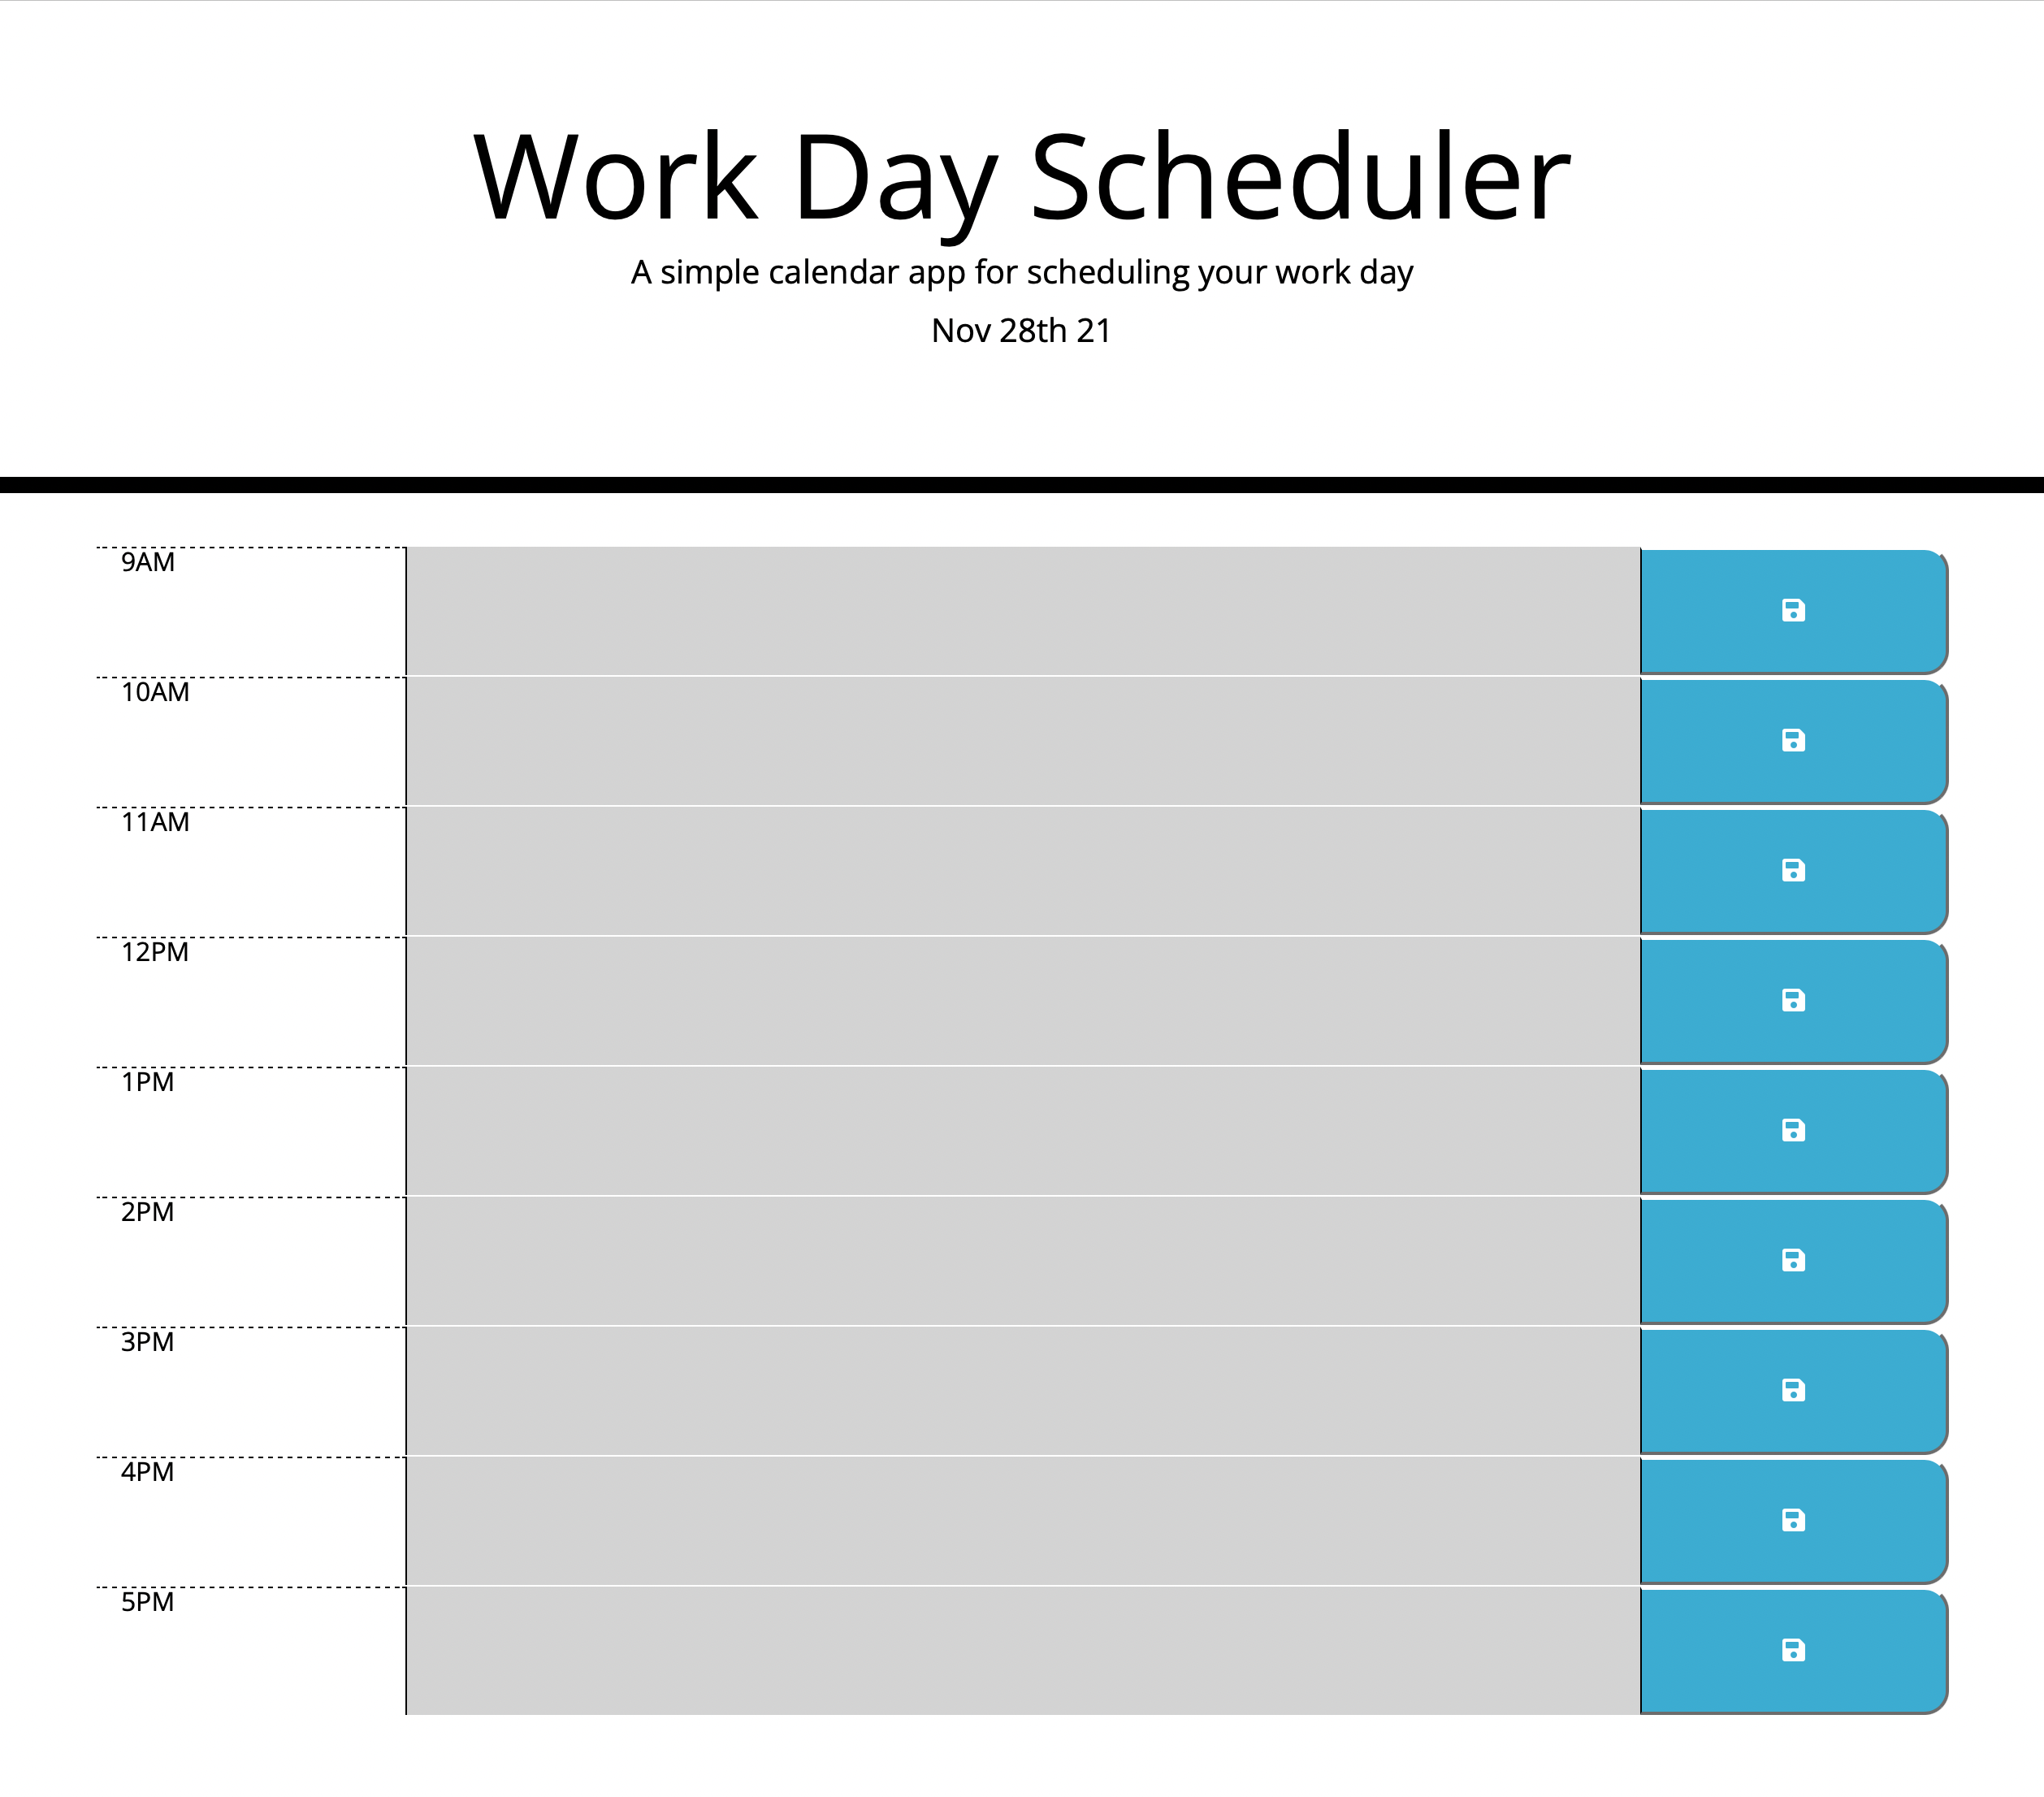 Work Day Scheduler
A simple calendar app for scheduling your work day
Nov 28th 21
9AM
10AM
11AM
12PM
1PM
2PM
3PM
4PM
5PM